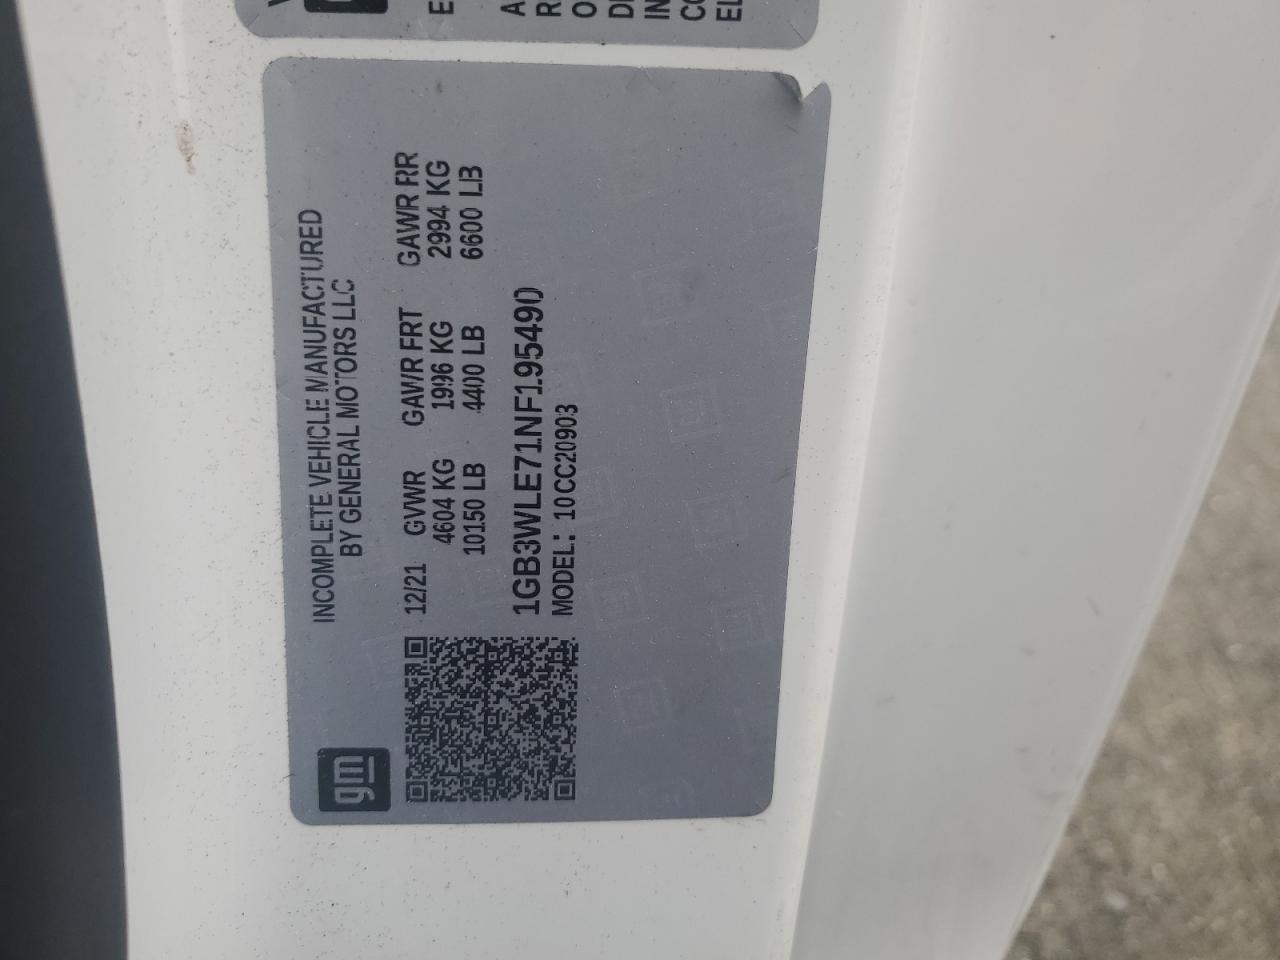 INCOMPLETE VEHICLE MANUFACTURED
BY GENERAL MOTORS LLC
12/21 GVWR GAWR FRT GAWR RR
4604 KG 1996 KG 2994 KG
10150 LB 4400 LB 6600 LB
1GB3WLE71NF195490
MODEL: 10CC20903
gm